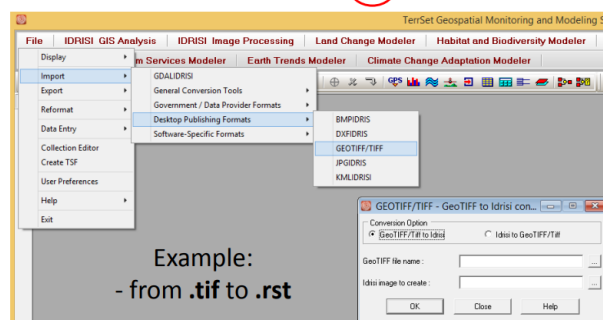 TerrSet Geospatial Monitoring and Modeling S
File IDRISI GIS Analysis IDRISI Image Processing Land Change Modeler Habitat and Biodiversity Modeler
m Services Modeler Earth Trends Modeler Climate Change Adaptation Modeler
Display
Import
Export
Reformat
Data Entry
Collection Editor
Create TSF
User Preferences
Help
Exit
GDALIDRISI
General Conversion Tools
Government / Data Provider Formats
Desktop Publishing Formats
Software-Specific Formats
BMPIDRIS
DXFIDRIS
GEOTIFF/TIFF
JPGIDRIS
KMLIDRISI
GPS
GEOTIFF/TIFF - GeoTIFF to Idrisi con...
Conversion Option
GeoTIFF/Tiff to Idrisi Idrisi to GeoTIFF/Tiff
GeoTIFF file name :
...
Idrisi image to create :
...
OK Close Help
Example:
- from .tif to .rst